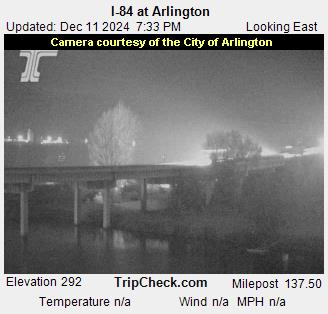 I-84 at Arlington
Updated: Dec 11 2024 7:33 PM Looking East
Camera courtesy of the City of Arlington
Elevation 292 TripCheck.com Milepost 137.50
Temperature n/a Wind n/a MPH n/a